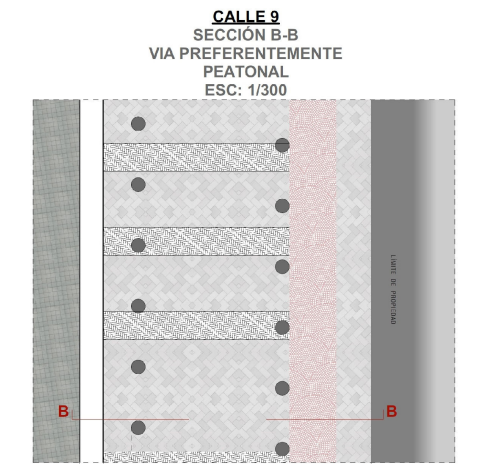 CALLE 9
SECCIÓN B-B
VIA PREFERENTEMENTE
PEATONAL
ESC: 1/300
LIMITE DE PROPIEDAD
B
B